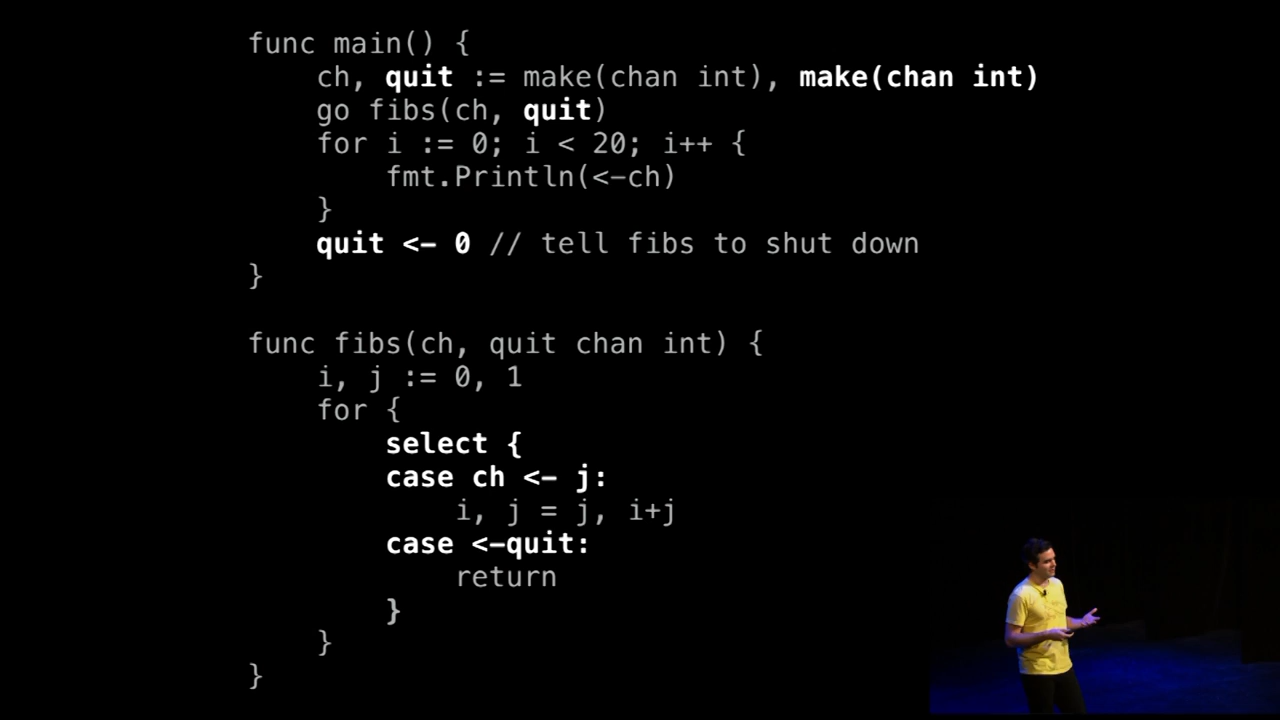 func main() {
    ch, quit := make(chan int), make(chan int)
    go fibs(ch, quit)
    for i := 0; i < 20; i++ {
        fmt.Println(<-ch)
    }
    quit <- 0 // tell fibs to shut down
}
func fibs(ch, quit chan int) {
    i, j := 0, 1
    for {
        select {
        case ch <- j:
            i, j = j, i+j
        case <-quit:
            return
        }
    }
}